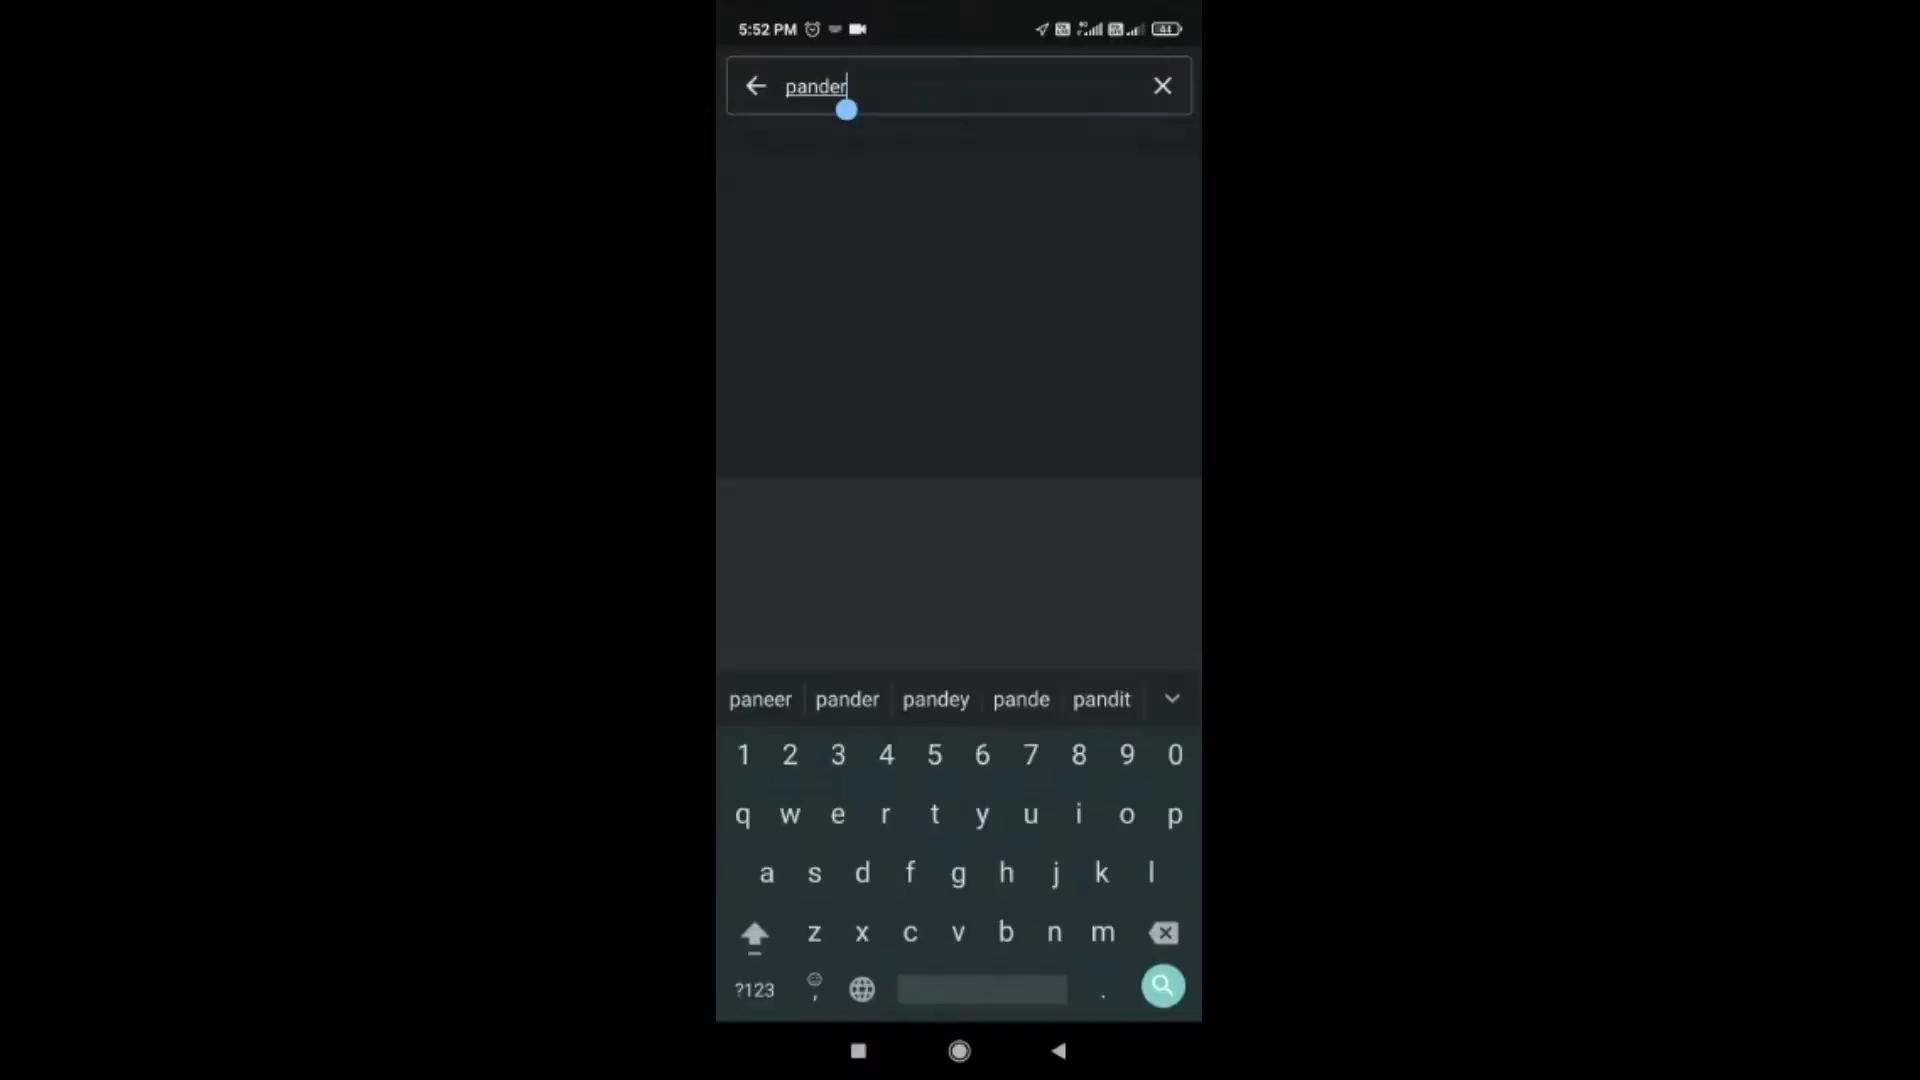 5:52 PM
44
pander
paneer pander pandey pande pandit
1 2 3 4 5 6 7 8 9 0
q w e r t y u i o p
a s d f g h j k l
z x c v b n m
?123 , .